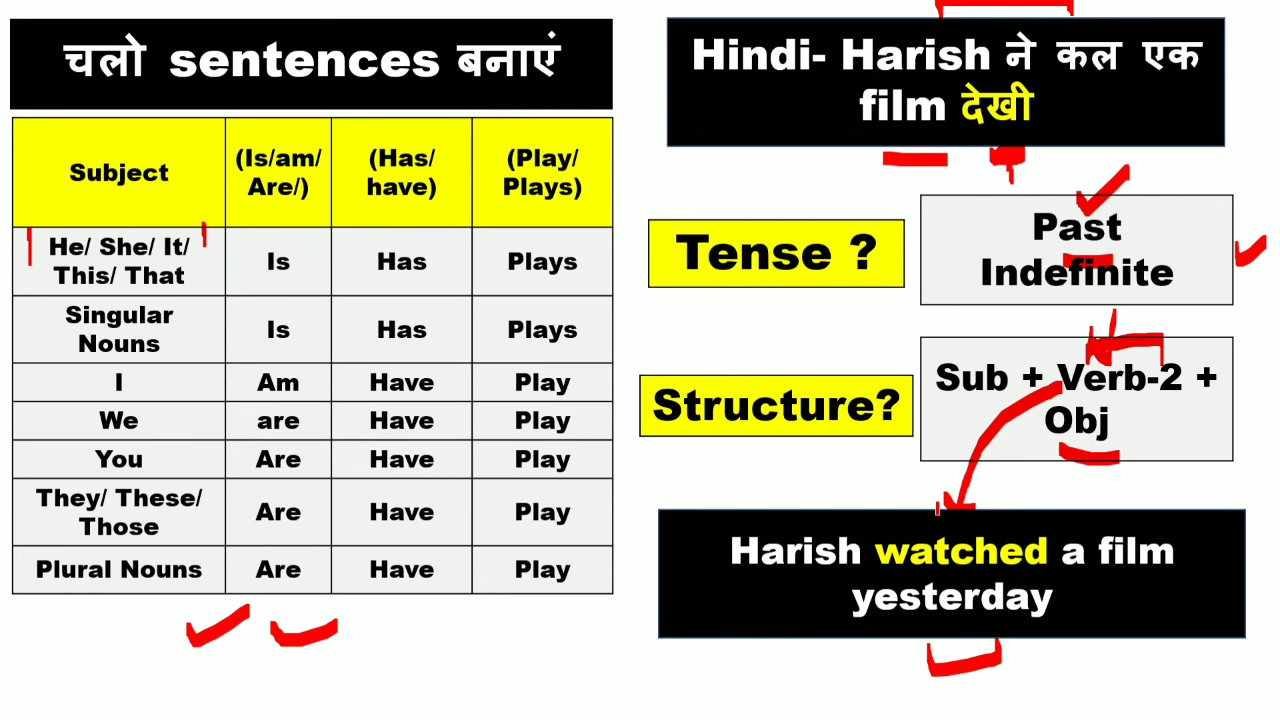 चलो sentences बनाएं
Subject
(Is/am/
Are/)
(Has/
have)
(Play/
Plays)
He/ She/ It/
This/ That
Is
Has
Plays
Singular
Nouns
Is
Has
Plays
I
Am
Have
Play
We
are
Have
Play
You
Are
Have
Play
They/ These/
Those
Are
Have
Play
Plural Nouns
Are
Have
Play
Hindi- Harish ने कल एक
film देखी
Tense ?
Past
Indefinite
Structure?
Sub + Verb-2 +
Obj
Harish watched a film
yesterday